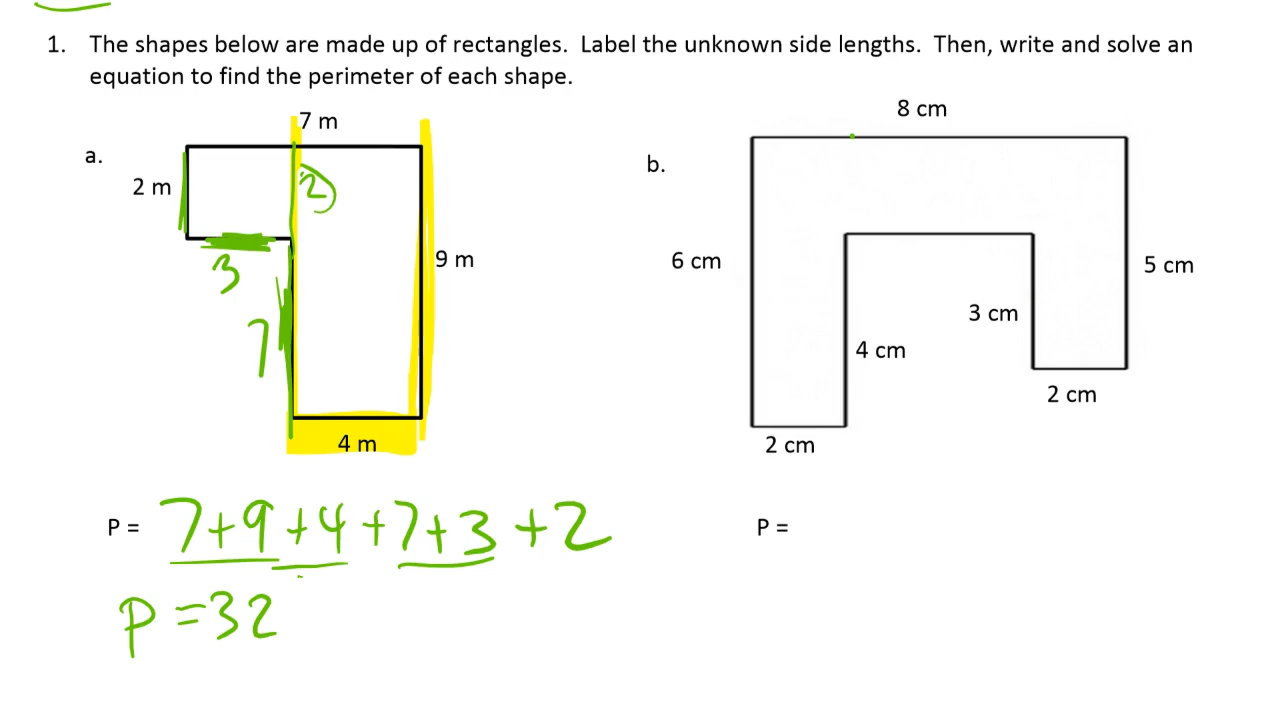 1. The shapes below are made up of rectangles. Label the unknown side lengths. Then, write and solve an
equation to find the perimeter of each shape.
a.
7 m
2 m
2
9 m
3
7
4 m
P = 7+9+4+7+3+2
P=32
b.
8 cm
6 cm
5 cm
3 cm
4 cm
2 cm
2 cm
P =